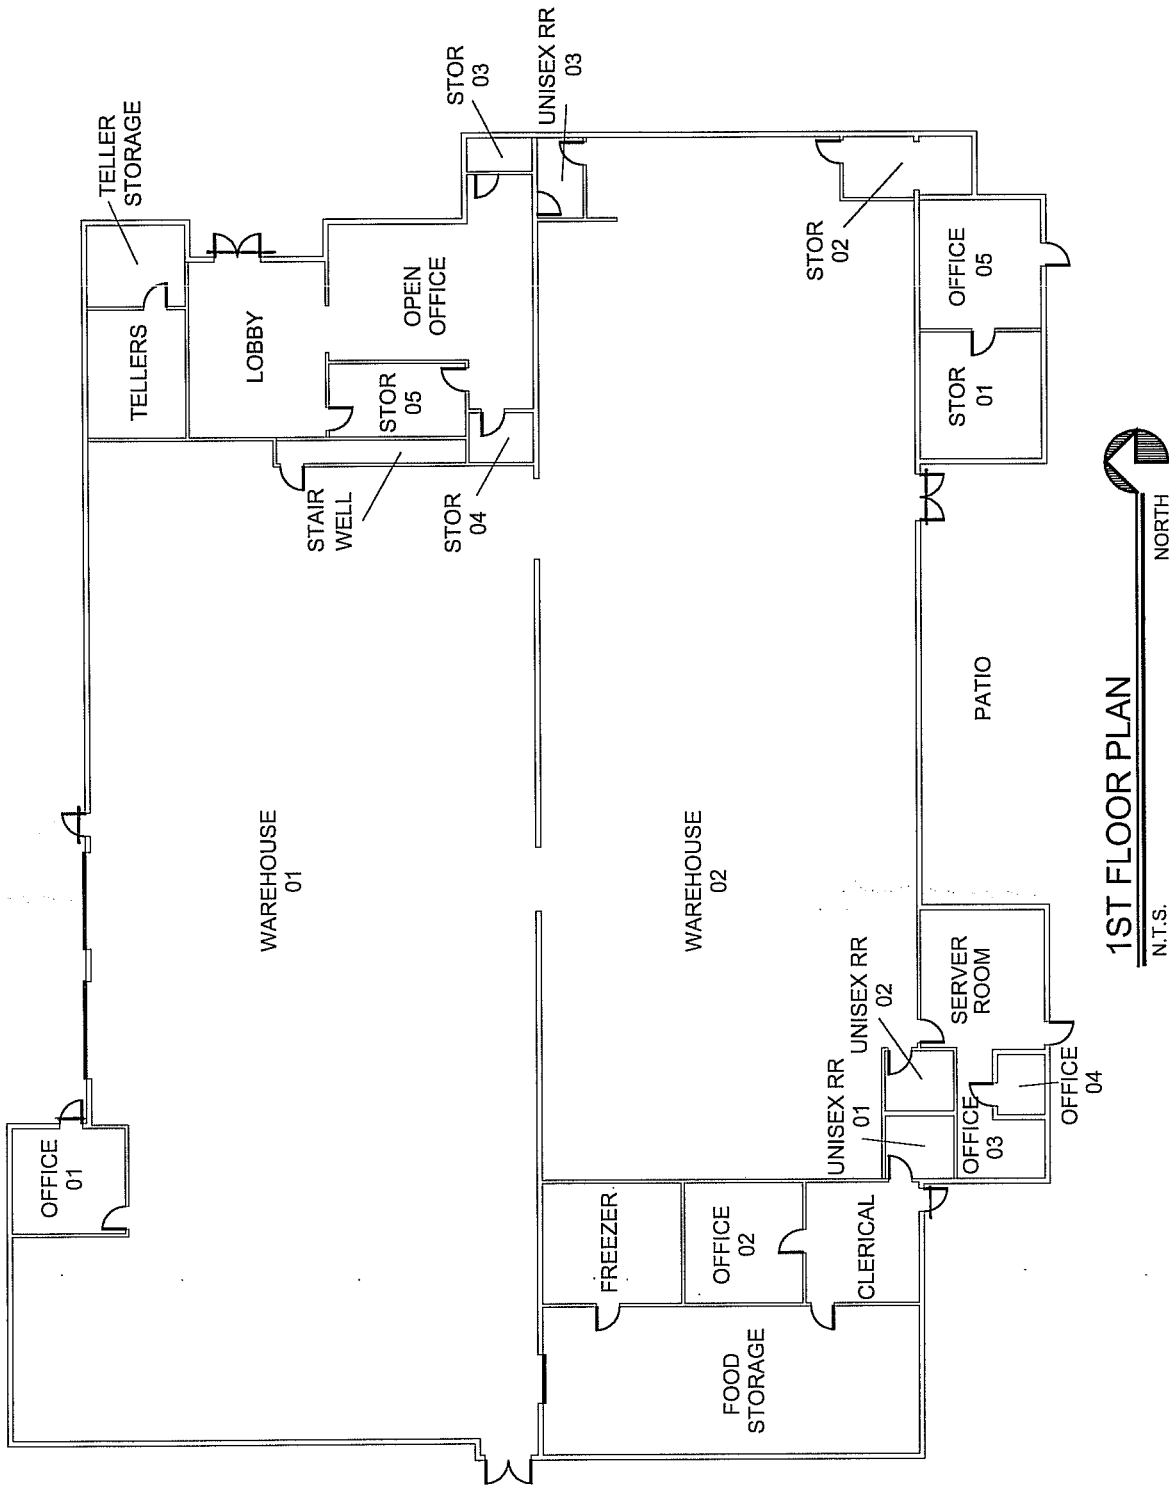 TELLER
STORAGE
TELLERS
LOBBY
OPEN
OFFICE
STOR
03
UNISEX RR
03
STOR
05
STAIR
WELL
STOR
04
STOR
02
OFFICE
05
STOR
01
WAREHOUSE
01
WAREHOUSE
02
PATIO
OFFICE
01
UNISEX RR
02
SERVER
ROOM
UNISEX RR
01
OFFICE
03
OFFICE
04
FREEZER
OFFICE
02
CLERICAL
FOOD
STORAGE
1ST FLOOR PLAN
N.T.S.
NORTH